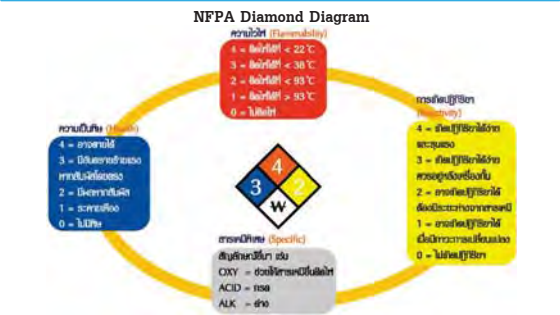 NFPA Diamond Diagram
ความไวไฟ (Flammability)
4 = ติดไฟได้ที่ < 22°C
3 = ติดไฟได้ที่ < 38°C
2 = ติดไฟได้ที่ < 93°C
1 = ติดไฟได้ที่ > 93°C
0 = ไม่ติดไฟ
ความเป็นพิษ (Health)
4 = อาจตายได้
3 = มีอันตรายร้ายแรง
หากสัมผัสโดยตรง
2 = มีผลหากสัมผัส
1 = ระคายเคือง
0 = ไม่มีพิษ
4
3
2
W
การเกิดปฏิกิริยา
(Reactivity)
4 = เกิดปฏิกิริยาได้ง่าย
และรุนแรง
3 = เกิดปฏิกิริยาได้ง่าย
ควรอยู่หลังเครื่องกั้น
2 = อาจเกิดปฏิกิริยาได้
ต้องมีระยะห่างจากสารเคมี
1 = อาจเกิดปฏิกิริยาได้
เมื่อมีภาวะการเปลี่ยนแปลง
0 = ไม่เกิดปฏิกิริยา
สารเคมีพิเศษ (Specific)
สัญลักษณ์อื่นๆ เช่น
OXY = ช่วยให้สารเคมีอื่นติดไฟ
ACID = กรด
ALK = ด่าง